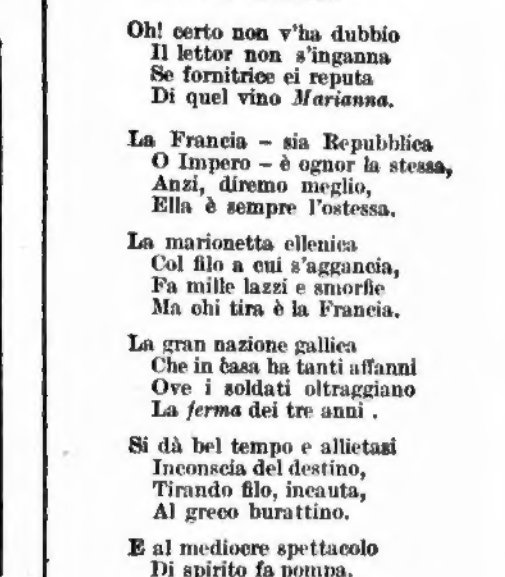 Oh! certo non v'ha dubbio
Il lettor non s'inganna
Se fornitrice ei reputa
Di quel vino Marianna.
La Francia – sia Repubblica
O Impero – è ognor la stessa,
Anzi, diremo meglio,
Ella è sempre l'ostessa.
La marionetta ellenica
Col filo a cui s'aggancia,
Fa mille lazzi e smorfie
Ma chi tira è la Francia.
La gran nazione gallica
Che in casa ha tanti affanni
Ove i soldati oltraggiano
La ferma dei tre anni .
Si dà bel tempo e allietasi
Inconscia del destino,
Tirando filo, incauta,
Al greco burattino.
E al mediocre spettacolo
Di spirito fa pompa,